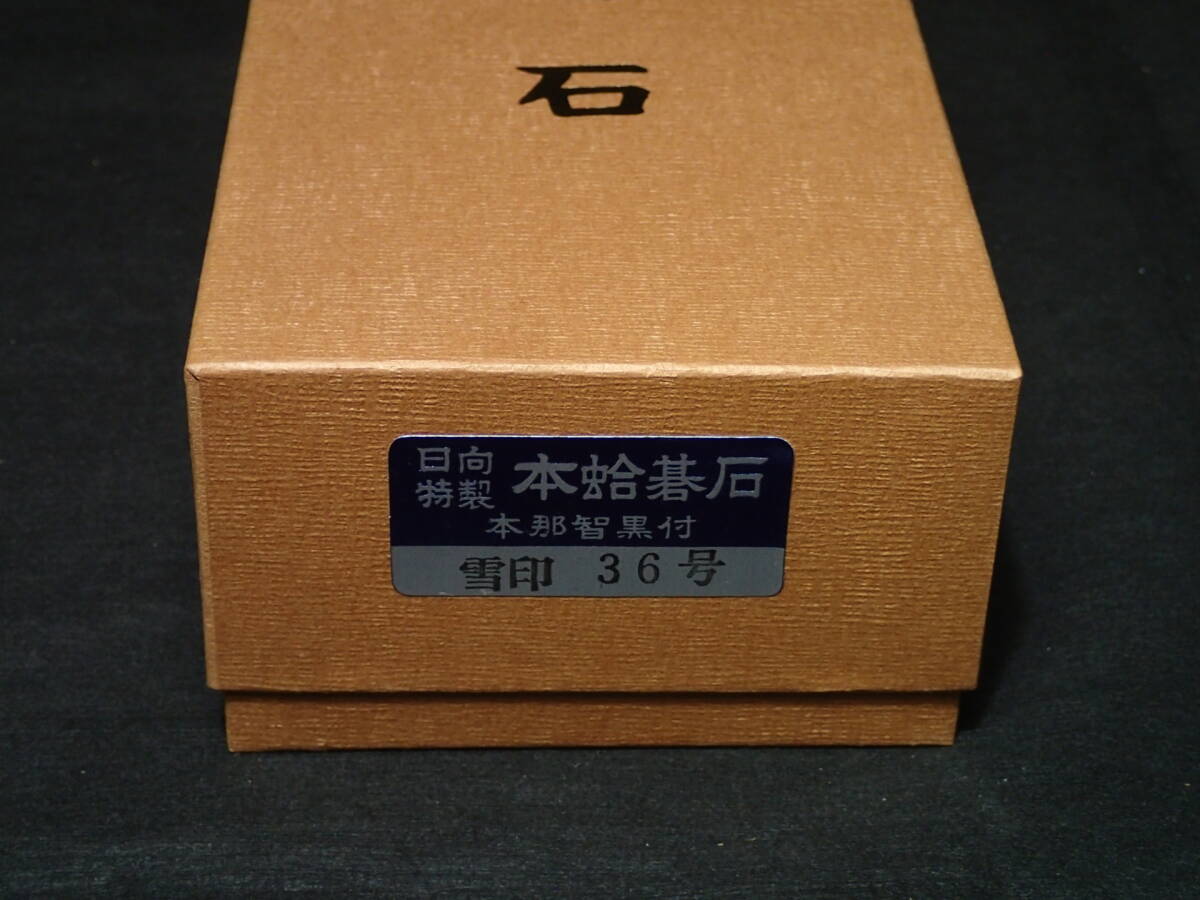 石
日向
特製
本蛤碁石
本那智黒付
雪印 36号